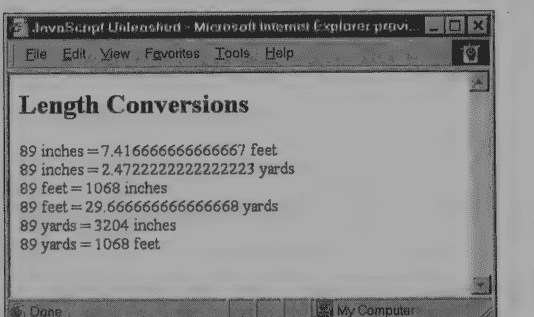 JavaScript Unleashed - Microsoft Internet Explorer provi...
File Edit View Favorites Tools Help
Length Conversions
89 inches = 7.416666666666667 feet
89 inches = 2.4722222222222223 yards
89 feet = 1068 inches
89 feet = 29.666666666666668 yards
89 yards = 3204 inches
89 yards = 1068 feet
Done My Computer